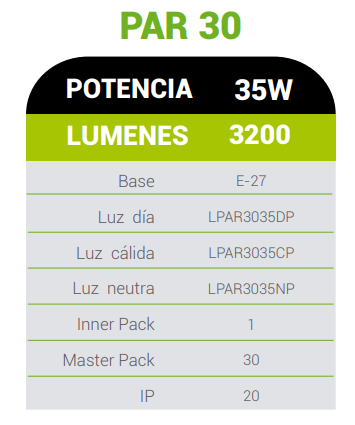 PAR 30
POTENCIA 35W
LUMENES 3200
Base E-27
Luz día LPAR3035DP
Luz cálida LPAR3035CP
Luz neutra LPAR3035NP
Inner Pack 1
Master Pack 30
IP 20